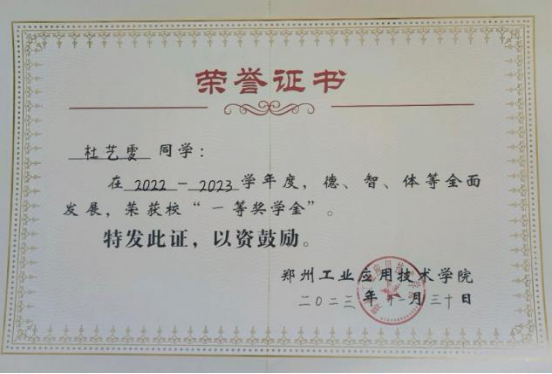 荣誉证书
杜艺雯 同学：
在 2022-2023 学年度，德、智、体等全面
发展，荣获校“一等奖学金”。
特发此证，以资鼓励。
郑州工业应用技术学院
二〇二三年十一月三十日